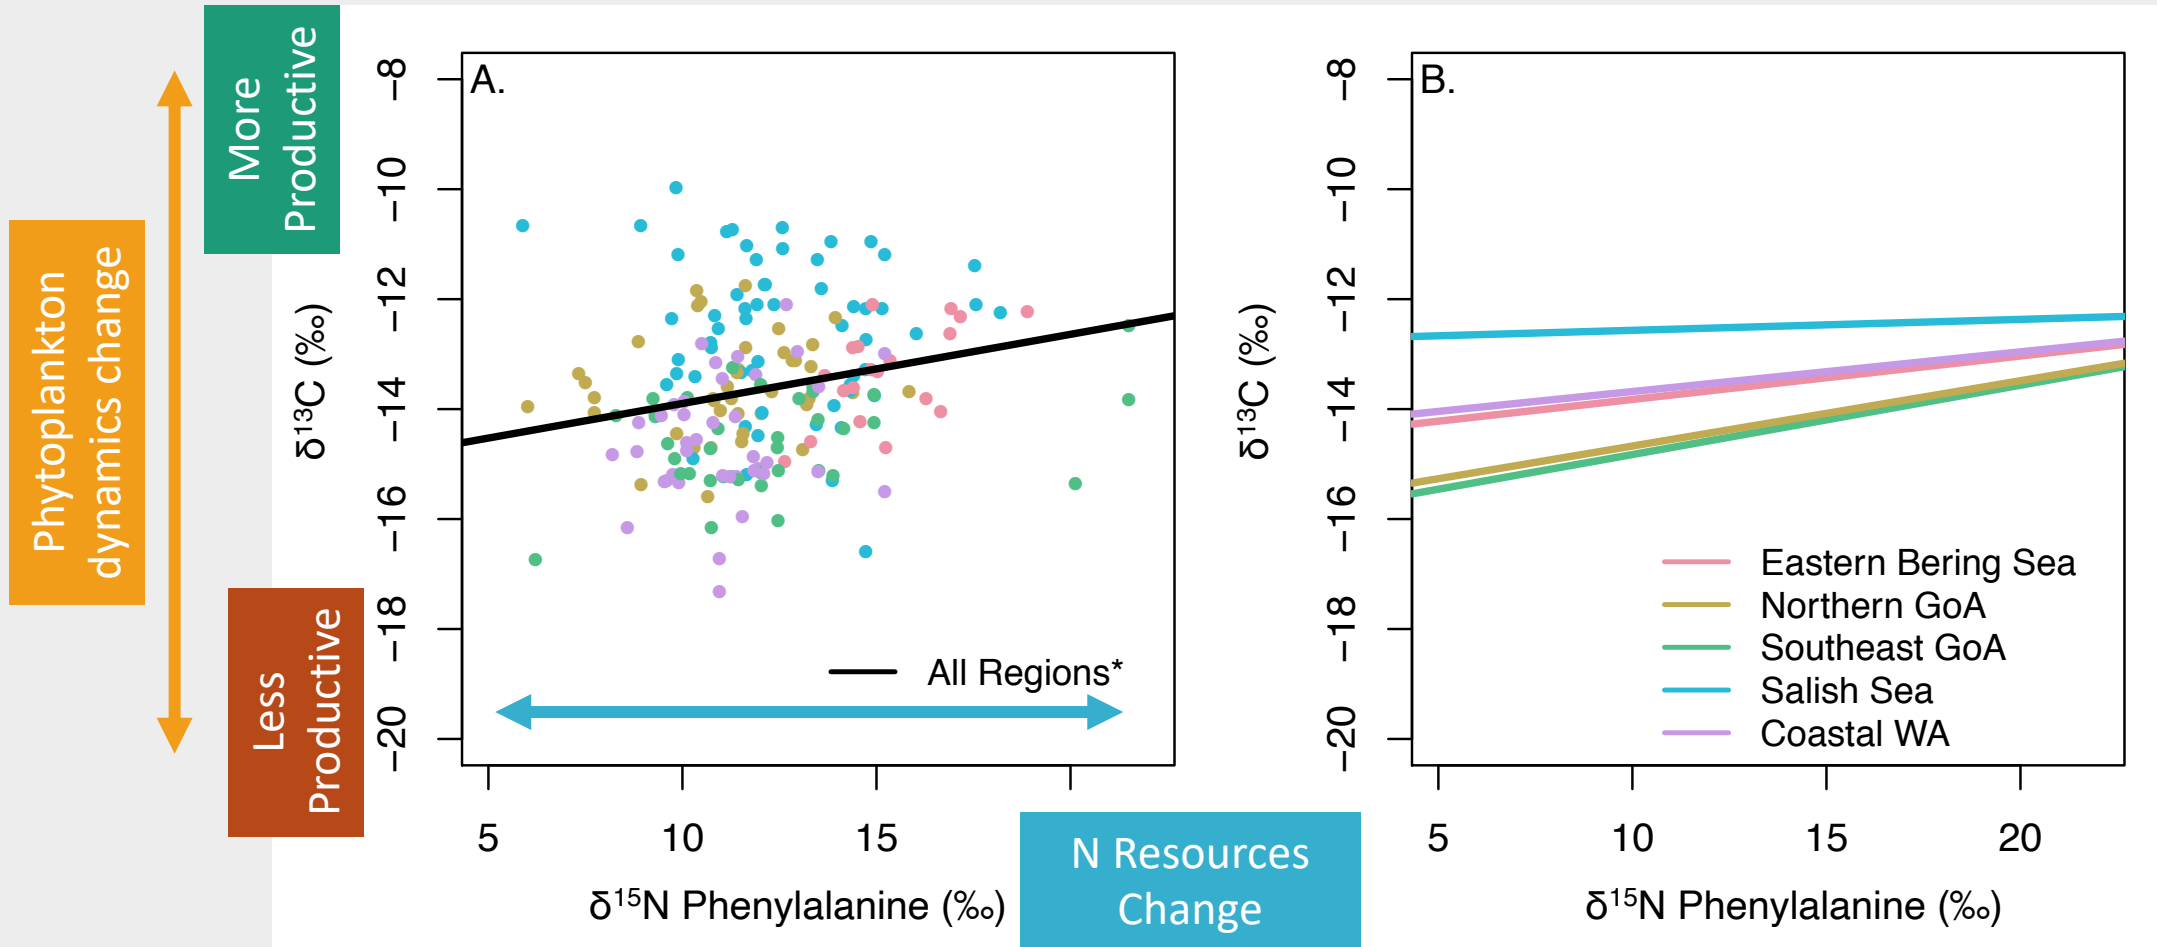 Phytoplankton
dynamics change
More
Productive
Less
Productive
δ¹³C (‰)
−8
−10
−12
−14
−16
−18
−20
A.
All Regions*
5
10
15
δ¹⁵N Phenylalanine (‰)
N Resources
Change
δ¹³C (‰)
−8
−10
−12
−14
−16
−18
−20
B.
Eastern Bering Sea
Northern GoA
Southeast GoA
Salish Sea
Coastal WA
5
10
15
20
δ¹⁵N Phenylalanine (‰)